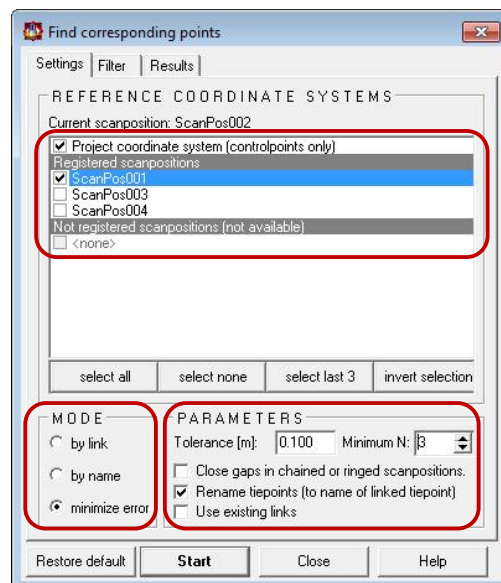 Find corresponding points
Settings Filter Results
REFERENCE COORDINATE SYSTEMS
Current scanposition: ScanPos002
Project coordinate system (controlpoints only)
Registered scanpositions
ScanPos001
ScanPos003
ScanPos004
Not registered scanpositions (not available)
<none>
select all select none select last 3 invert selection
MODE
by link
by name
minimize error
PARAMETERS
Tolerance [m]: 0.100 Minimum N: 3
Close gaps in chained or ringed scanpositions.
Rename tiepoints (to name of linked tiepoint)
Use existing links
Restore default Start Close Help